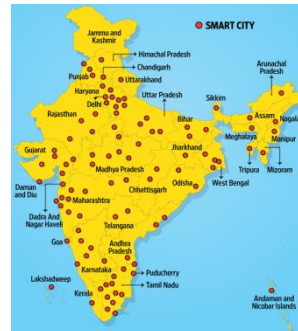 SMART CITY
Jammu and
Kashmir
Himachal Pradesh
Chandigarh
Punjab
Uttarakhand
Haryana
Delhi
Uttar Pradesh
Arunachal
Pradesh
Sikkim
Rajasthan
Bihar
Assam
Nagaland
Meghalaya
Manipur
Gujarat
Jharkhand
Madhya Pradesh
Tripura
Mizoram
Daman
and Diu
Chhattisgarh
Odisha
West Bengal
Dadra And
Nagar Haveli
Maharashtra
Telangana
Goa
Andhra
Pradesh
Karnataka
Puducherry
Lakshadweep
Tamil Nadu
Kerala
Andaman and
Nicobar Islands